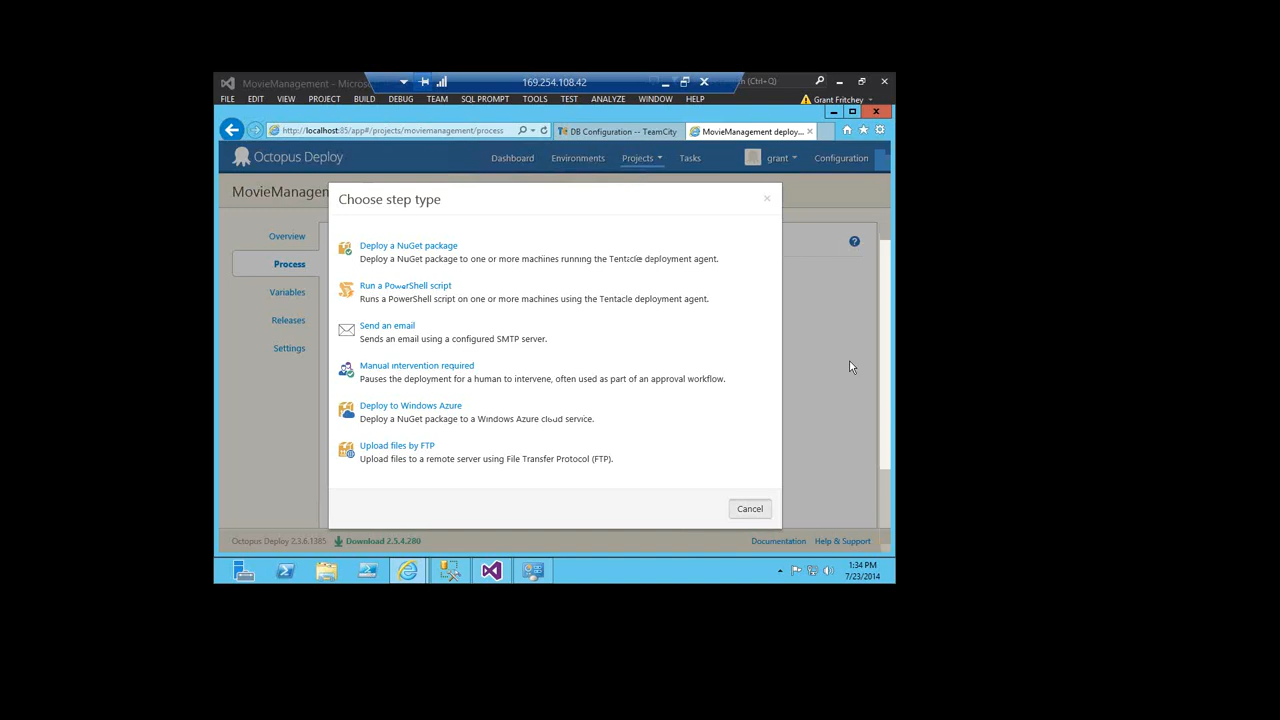 MovieManagement - Micros
169.254.108.42
(Ctrl+Q)
FILE EDIT VIEW PROJECT BUILD DEBUG TEAM SQL PROMPT TOOLS TEST ANALYZE WINDOW HELP Grant Fritchey
http://localhost:85/app#/projects/moviemanagement/process DB Configuration -- TeamCity MovieManagement deploy...
Octopus Deploy Dashboard Environments Projects Tasks grant Configuration
MovieManagem
Choose step type
Overview
Process
Variables
Releases
Settings
Deploy a NuGet package
Deploy a NuGet package to one or more machines running the Tentacle deployment agent.
Run a PowerShell script
Runs a PowerShell script on one or more machines using the Tentacle deployment agent.
Send an email
Sends an email using a configured SMTP server.
Manual intervention required
Pauses the deployment for a human to intervene, often used as part of an approval workflow.
Deploy to Windows Azure
Deploy a NuGet package to a Windows Azure cloud service.
Upload files by FTP
Upload files to a remote server using File Transfer Protocol (FTP).
Cancel
Octopus Deploy 2.3.6.1385 Download 2.5.4.280 Documentation Help & Support
1:34 PM
7/23/2014